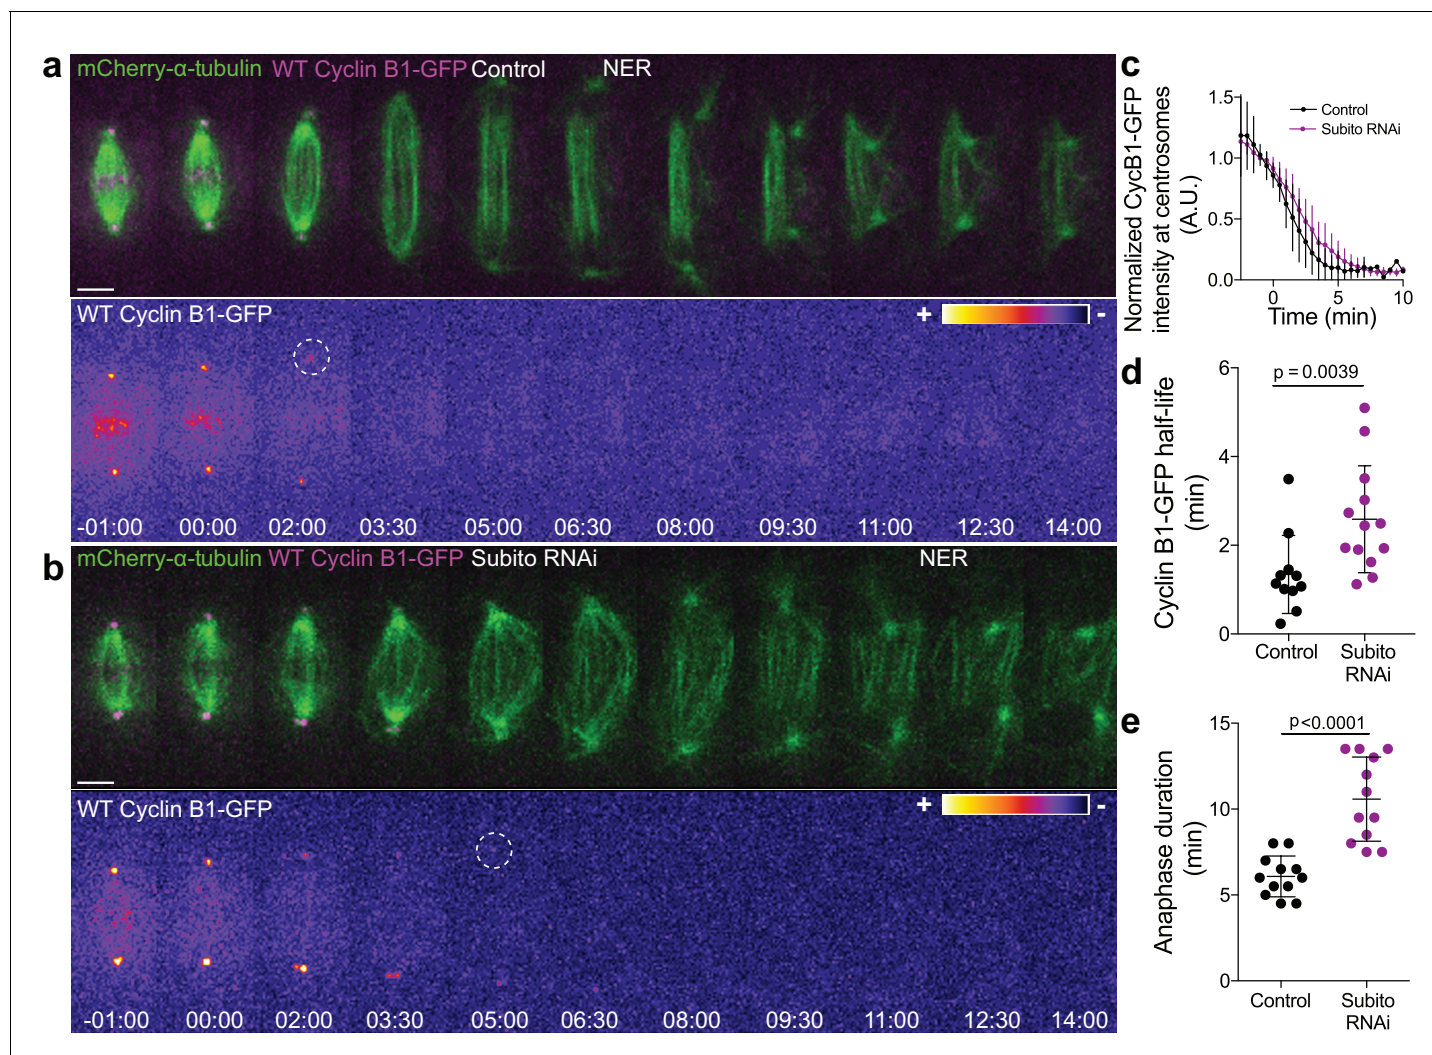 a
mCherry-α-tubulin WT Cyclin B1-GFP Control NER
WT Cyclin B1-GFP
+ -
-01:00 00:00 02:00 03:30 05:00 06:30 08:00 09:30 11:00 12:30 14:00
b
mCherry-α-tubulin WT Cyclin B1-GFP Subito RNAi NER
WT Cyclin B1-GFP
+ -
-01:00 00:00 02:00 03:30 05:00 06:30 08:00 09:30 11:00 12:30 14:00
c
Normalized CycB1-GFP
intensity at centrosomes
(A.U.)
1.5
1.0
0.5
0.0
Control
Subito RNAi
0 5 10
Time (min)
d
Cyclin B1-GFP half-life
(min)
6
4
2
0
p = 0.0039
Control Subito
RNAi
e
Anaphase duration
(min)
15
10
5
0
p<0.0001
Control Subito
RNAi